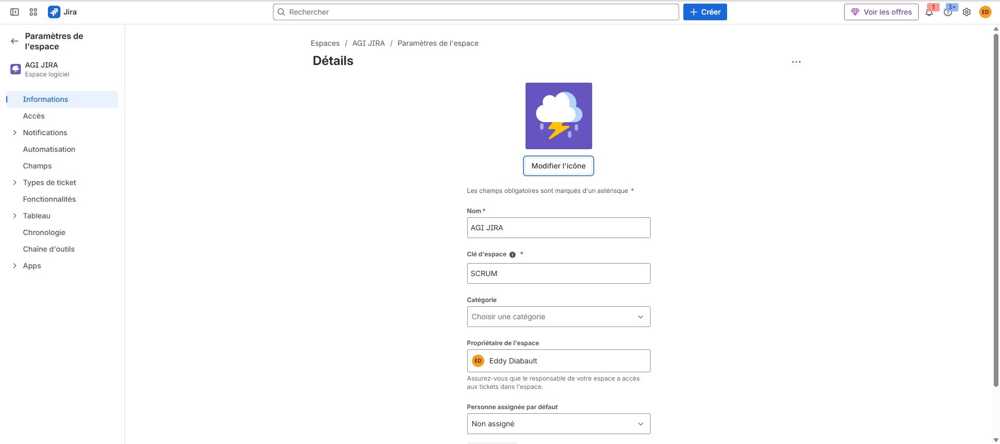 Jira
Rechercher
Créer
Voir les offres
1
3+
ED
Paramètres de
l'espace
AGI JIRA
Espace logiciel
Informations
Accès
Notifications
Automatisation
Champs
Types de ticket
Fonctionnalités
Tableau
Chronologie
Chaîne d'outils
Apps
Espaces / AGI JIRA / Paramètres de l'espace
Détails
Modifier l'icône
Les champs obligatoires sont marqués d'un astérisque *
Nom *
AGI JIRA
Clé d'espace *
SCRUM
Catégorie
Choisir une catégorie
Propriétaire de l'espace
ED Eddy Diabault
Assurez-vous que le responsable de votre espace a accès
aux tickets dans l'espace.
Personne assignée par défaut
Non assigné